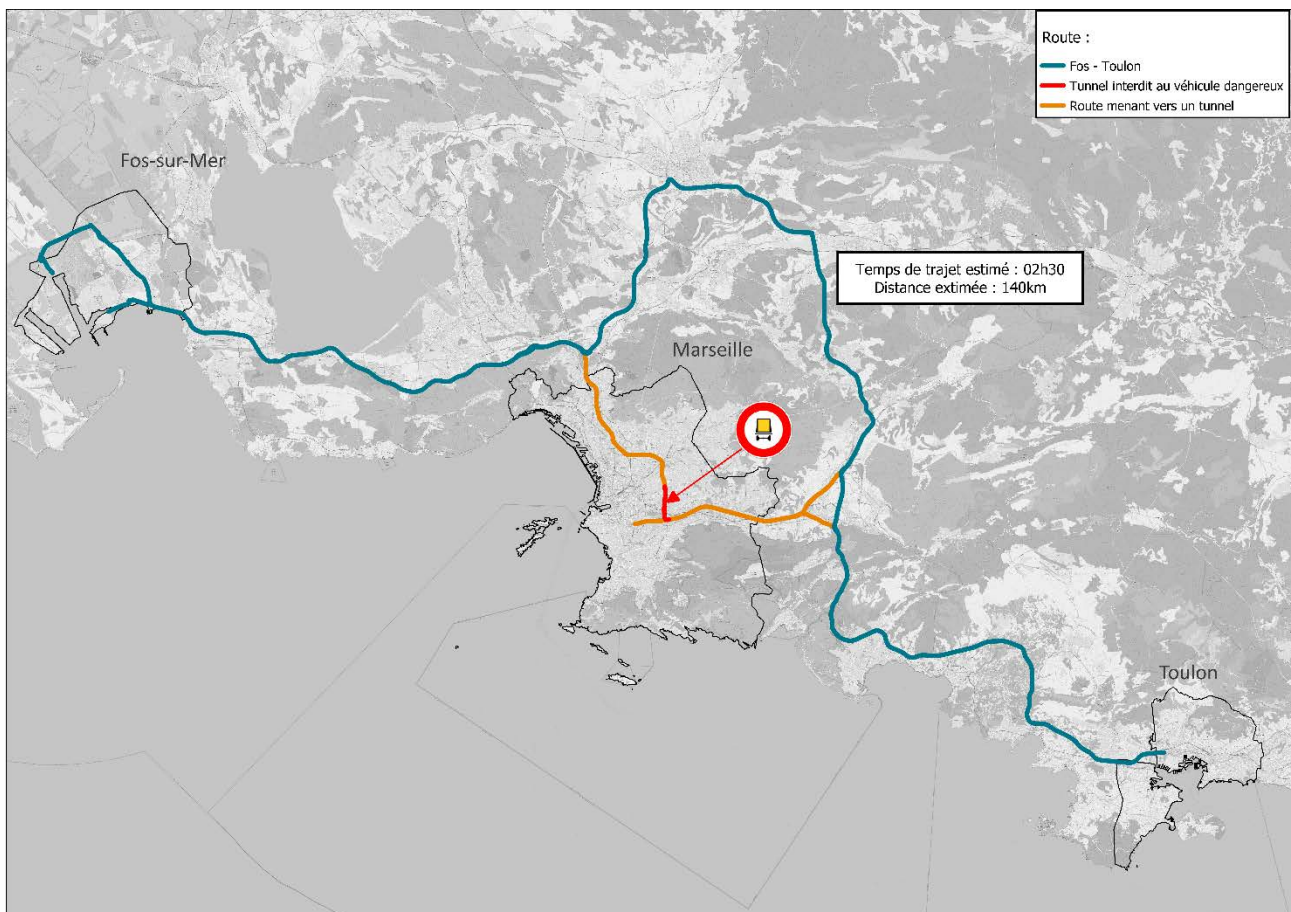 Route :
Fos - Toulon
Tunnel interdit au véhicule dangereux
Route menant vers un tunnel
Fos-sur-Mer
Temps de trajet estimé : 02h30
Distance extimée : 140km
Marseille
Toulon